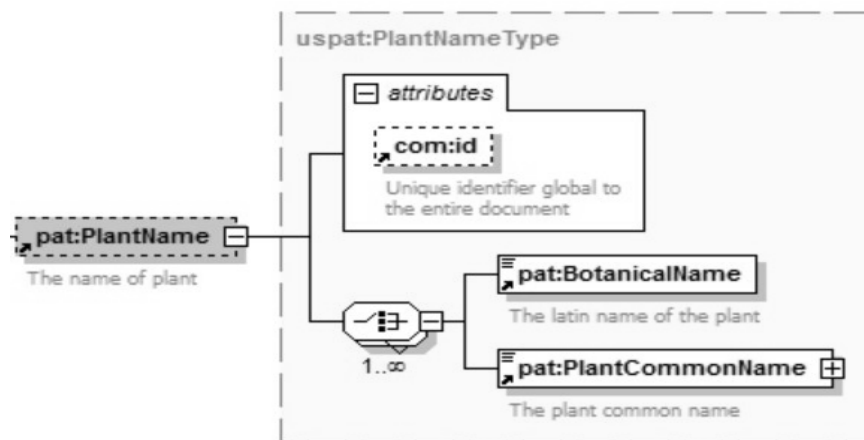 uspat:PlantNameType
attributes
com:id
Unique identifier global to
the entire document
pat:PlantName
The name of plant
1..∞
pat:BotanicalName
The latin name of the plant
pat:PlantCommonName
The plant common name